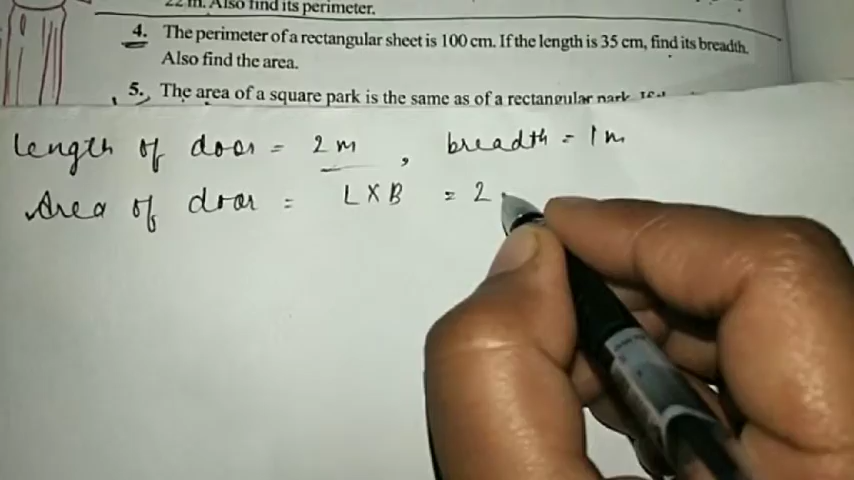 22 m. Also find its perimeter.
4. The perimeter of a rectangular sheet is 100 cm. If the length is 35 cm, find its breadth.
Also find the area.
5. The area of a square park is the same as of a rectangular park.
length of door = 2 m , breadth = 1 m
Area of door = L X B = 2